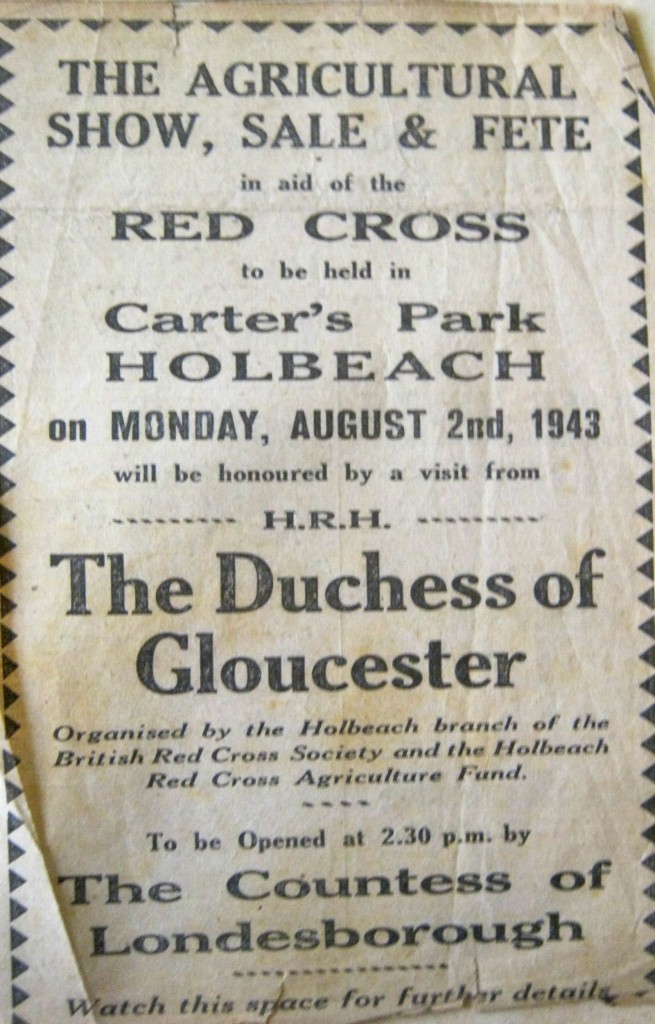 THE AGRICULTURAL
SHOW, SALE & FETE
in aid of the
RED CROSS
to be held in
Carter's Park
HOLBEACH
on MONDAY, AUGUST 2nd, 1943
will be honoured by a visit from
--------- H.R.H. ---------
The Duchess of
Gloucester
Organised by the Holbeach branch of the
British Red Cross Society and the Holbeach
Red Cross Agriculture Fund.
----
To be Opened at 2.30 p.m. by
The Countess of
Londesborough
Watch this space for further details